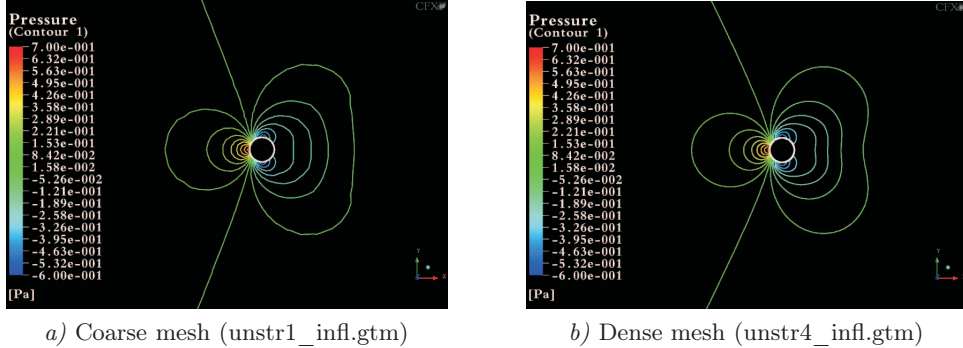 CFX
Pressure
(Contour 1)
7.00e-001
6.32e-001
5.63e-001
4.95e-001
4.26e-001
3.58e-001
2.89e-001
2.21e-001
1.53e-001
8.42e-002
1.58e-002
-5.26e-002
-1.21e-001
-1.89e-001
-2.58e-001
-3.26e-001
-3.95e-001
-4.63e-001
-5.32e-001
-6.00e-001
[Pa]
Y
X
a) Coarse mesh (unstr1_infl.gtm)
CFX
Pressure
(Contour 1)
7.00e-001
6.32e-001
5.63e-001
4.95e-001
4.26e-001
3.58e-001
2.89e-001
2.21e-001
1.53e-001
8.42e-002
1.58e-002
-5.26e-002
-1.21e-001
-1.89e-001
-2.58e-001
-3.26e-001
-3.95e-001
-4.63e-001
-5.32e-001
-6.00e-001
[Pa]
Y
X
b) Dense mesh (unstr4_infl.gtm)